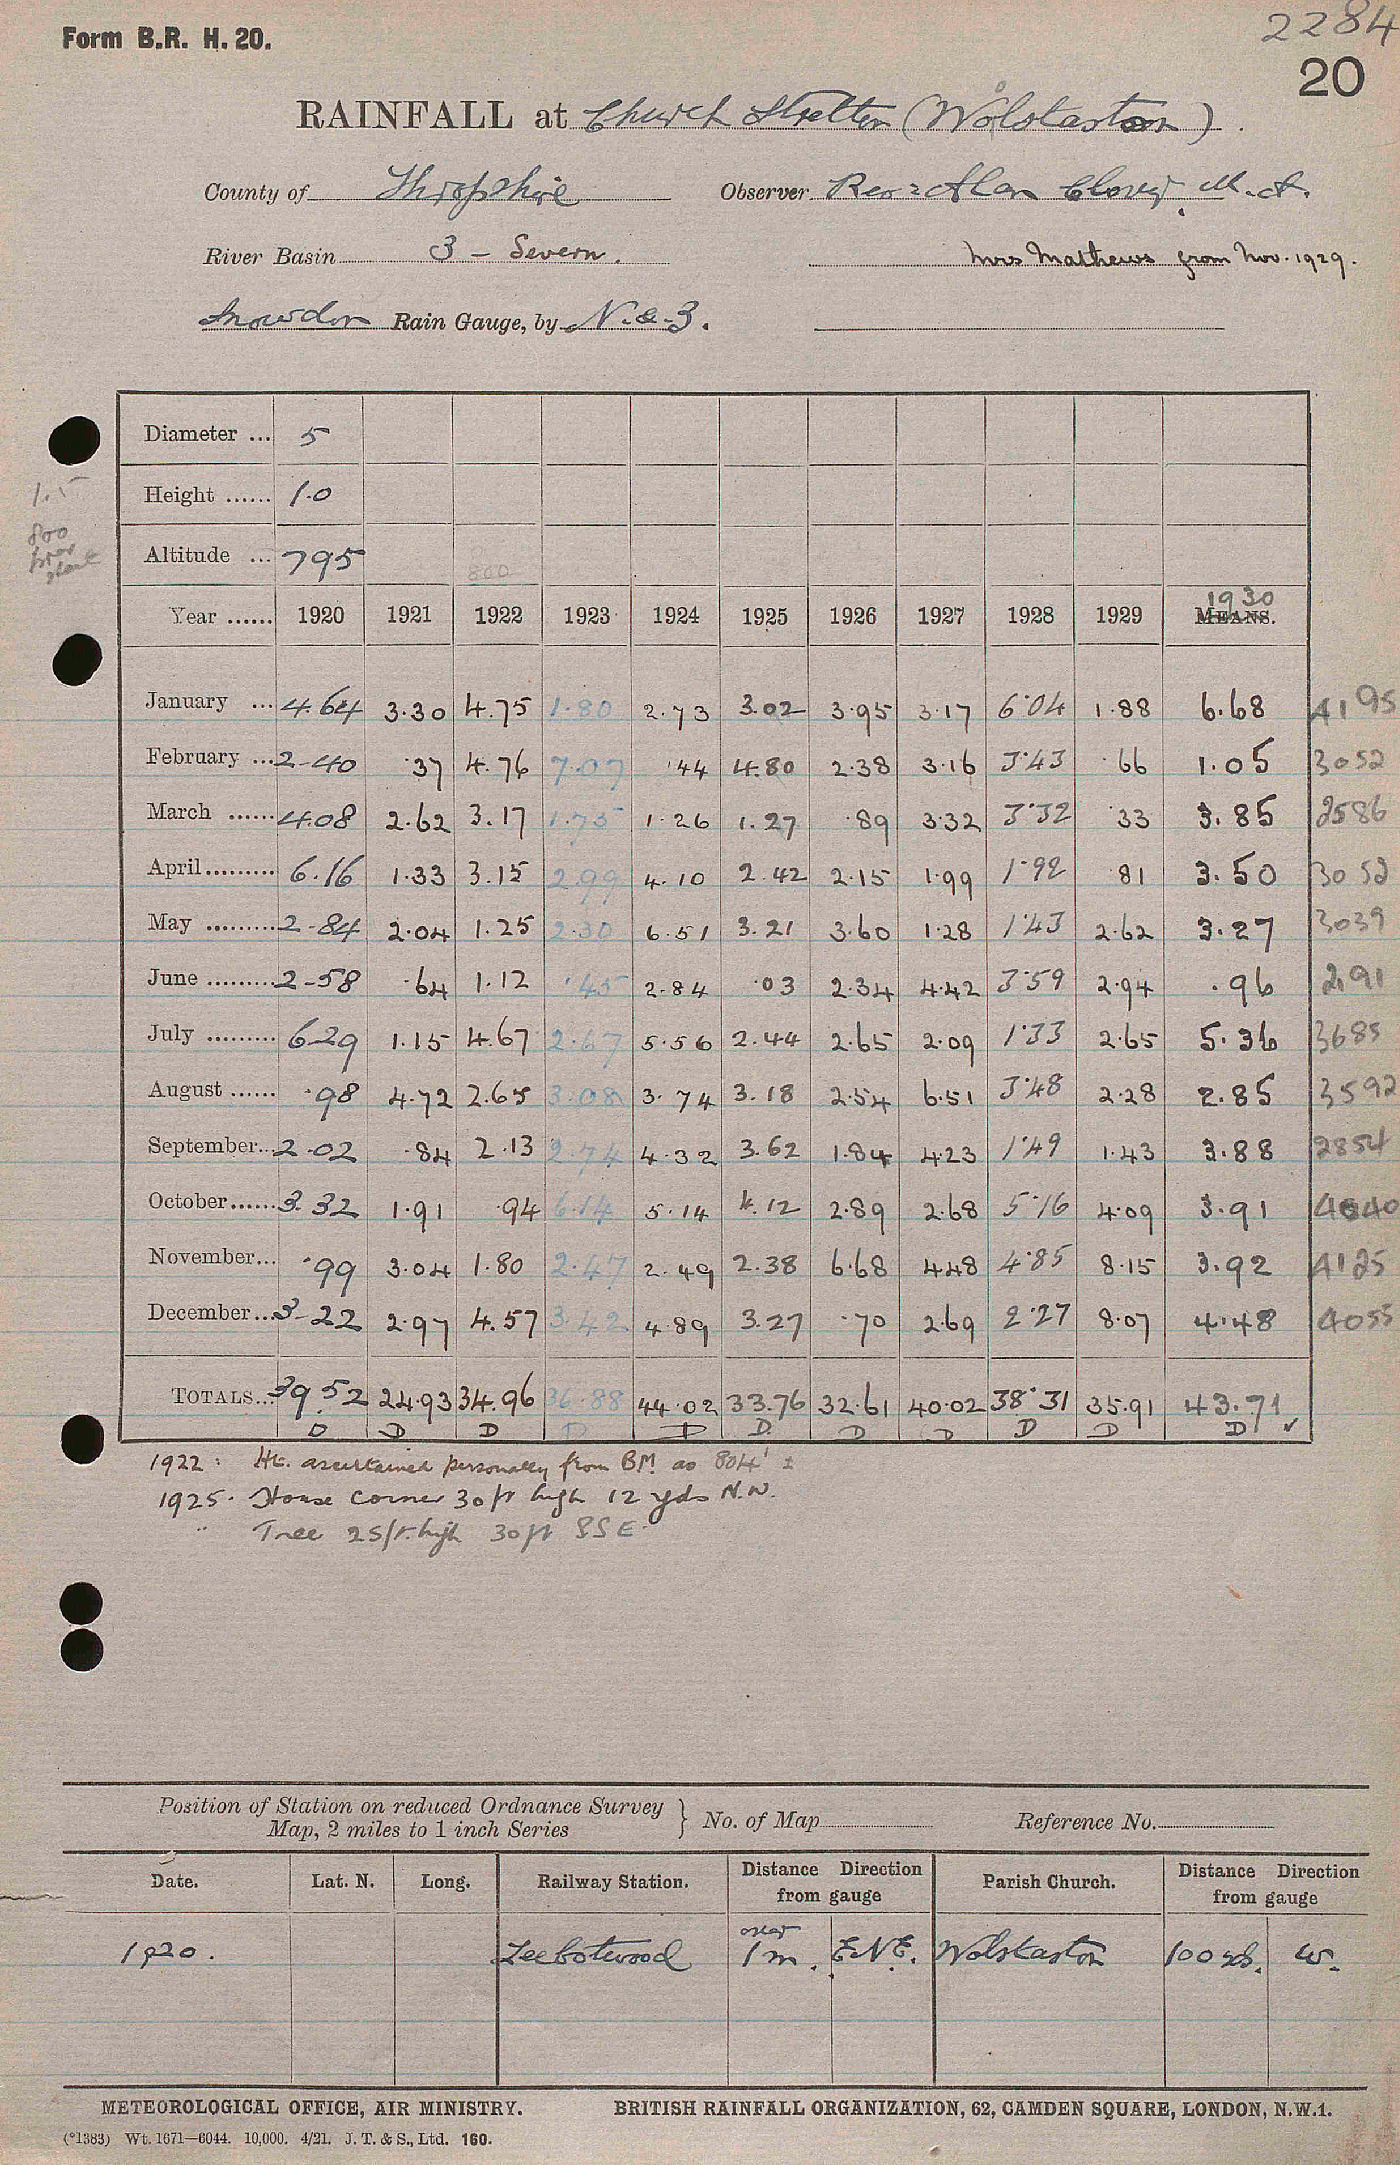 Form B.R. H. 20.
2284
20
RAINFALL at Church Stretton (Wolstaston).
County of Shropshire Observer Rev. Alan Clover, M.A.
River Basin 3 - Severn. Mrs Mathews from Nov. 1929.
Snowdon Rain Gauge, by N. & Z.
Diameter ... 5
1.5
Height ...... 1.0
800
Altitude ... 795 800
1930
Year ...... 1920 1921 1922 1923 1924 1925 1926 1927 1928 1929 MEANS.
January ... 4.64 3.30 4.75 1.80 2.73 3.02 3.95 3.17 6.04 1.88 6.68 4195
February ... 2.40 .37 4.76 7.07 .44 4.80 2.38 3.16 3.43 .66 1.05 3052
March ...... 4.08 2.62 3.17 1.75 1.26 1.27 .89 3.32 3.32 .33 3.85 2586
April ......... 6.16 1.33 3.15 2.99 4.10 2.42 2.15 1.99 1.92 .81 3.50 3052
May ......... 2.84 2.04 1.25 2.30 6.51 3.21 3.60 1.28 1.43 2.62 3.27 3039
June ......... 2.58 .64 1.12 .45 2.84 .03 2.34 4.42 3.59 2.94 .96 2191
July ......... 6.29 1.15 4.67 2.67 5.56 2.44 2.65 2.09 1.33 2.65 5.36 3685
August ...... .98 4.72 2.65 3.08 3.74 3.18 2.54 6.51 3.48 2.28 2.85 3592
September... 2.02 .84 2.13 2.74 4.32 3.62 1.84 4.23 1.49 1.43 3.88 2854
October...... 3.32 1.91 .94 6.14 5.14 4.12 2.89 2.68 5.16 4.09 3.91 4040
November... .99 3.04 1.80 2.47 2.49 2.38 6.68 4.48 4.85 8.15 3.92 4125
December... 3.22 2.97 4.57 3.42 4.89 3.27 .70 2.69 2.27 8.07 4.48 4055
TOTALS... 39.52 24.93 34.96 36.88 44.02 33.76 32.61 40.02 38.31 35.91 43.71
D D D D D D D D D D D ✓
1922: Ht. ascertained personally from BM as 804' ±
1925. House corner 30 ft high 12 yds N.W.
" Tree 25 ft. high 30 ft SSE
Position of Station on reduced Ordnance Survey
Map, 2 miles to 1 inch Series } No. of Map Reference No.
Date. Lat. N. Long. Railway Station. Distance Direction from gauge Parish Church. Distance Direction from gauge
1920. Leebotwood over 1 m. E.N.E. Wolstaston 100 yds. W.
METEOROLOGICAL OFFICE, AIR MINISTRY. BRITISH RAINFALL ORGANIZATION, 62, CAMDEN SQUARE, LONDON, N.W.1.
(*1383) Wt. 1671—6044. 10,000. 4/21. J. T. & S., Ltd. 160.